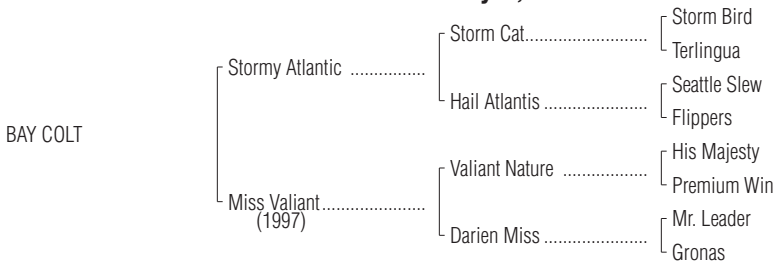 Storm Bird
Storm Cat
Terlingua
Stormy Atlantic
Seattle Slew
Hail Atlantis
Flippers
BAY COLT
His Majesty
Valiant Nature
Premium Win
Miss Valiant
(1997)
Mr. Leader
Darien Miss
Gronas